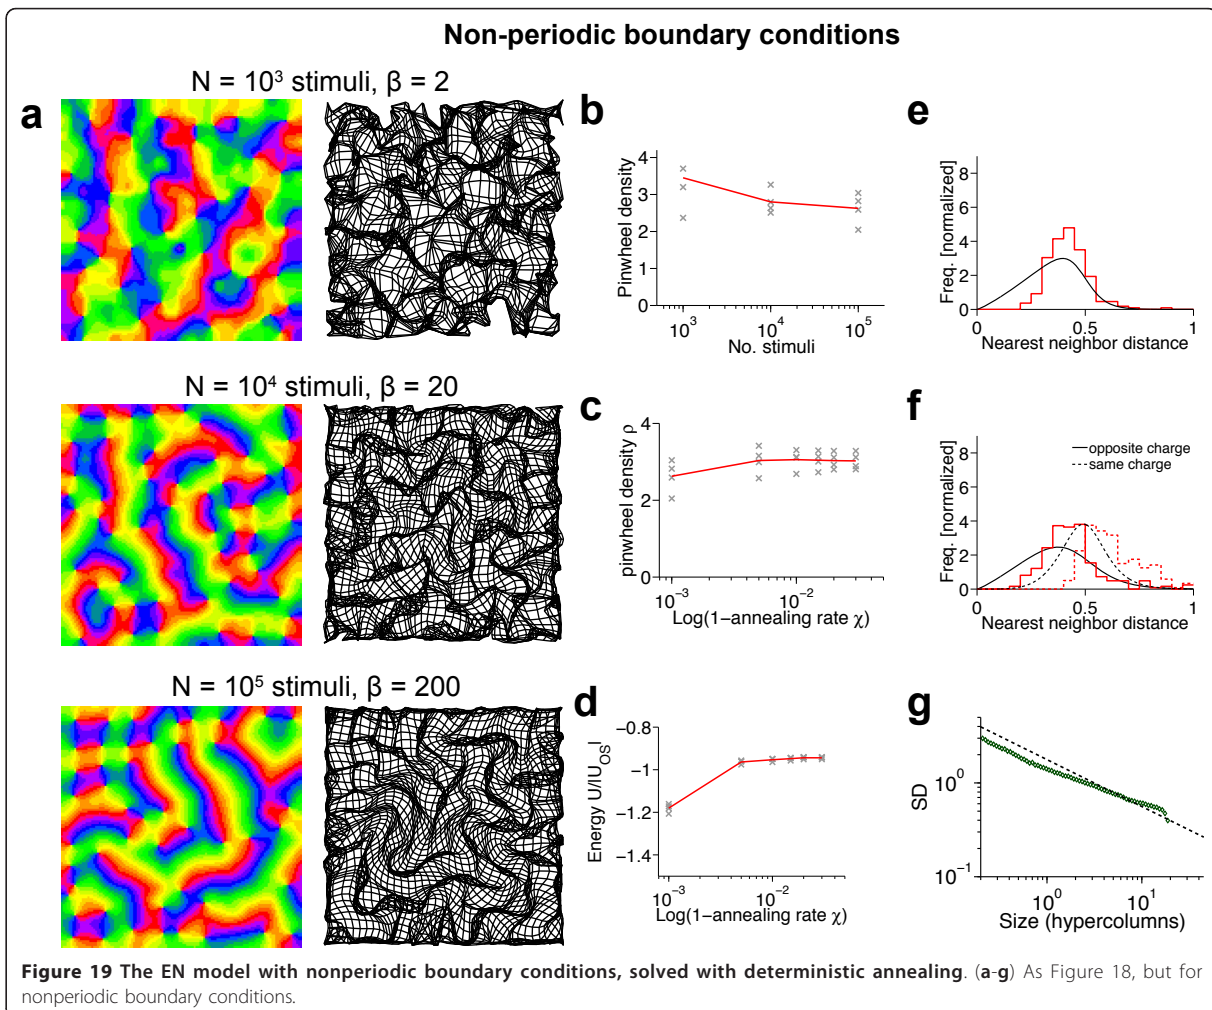 Non-periodic boundary conditions
N = 10³ stimuli, β = 2
a
b
e
Pinwheel density
4
3
2
1
0
10³
10⁴
10⁵
No. stimuli
Freq. [normalized]
8
6
4
2
0
0
0.5
1
Nearest neighbor distance
N = 10⁴ stimuli, β = 20
c
f
pinwheel density ρ
4
2
0
10⁻³
10⁻²
Log(1−annealing rate χ)
opposite charge
same charge
Freq. [normalized]
8
6
4
2
0
0
0.5
1
Nearest neighbor distance
N = 10⁵ stimuli, β = 200
d
g
Energy U/|U_OS|
−0.8
−1
−1.2
−1.4
10⁻³
10⁻²
Log(1−annealing rate χ)
SD
10⁰
10⁻¹
10⁰
10¹
Size (hypercolumns)
Figure 19 The EN model with nonperiodic boundary conditions, solved with deterministic annealing. (a-g) As Figure 18, but for
nonperiodic boundary conditions.